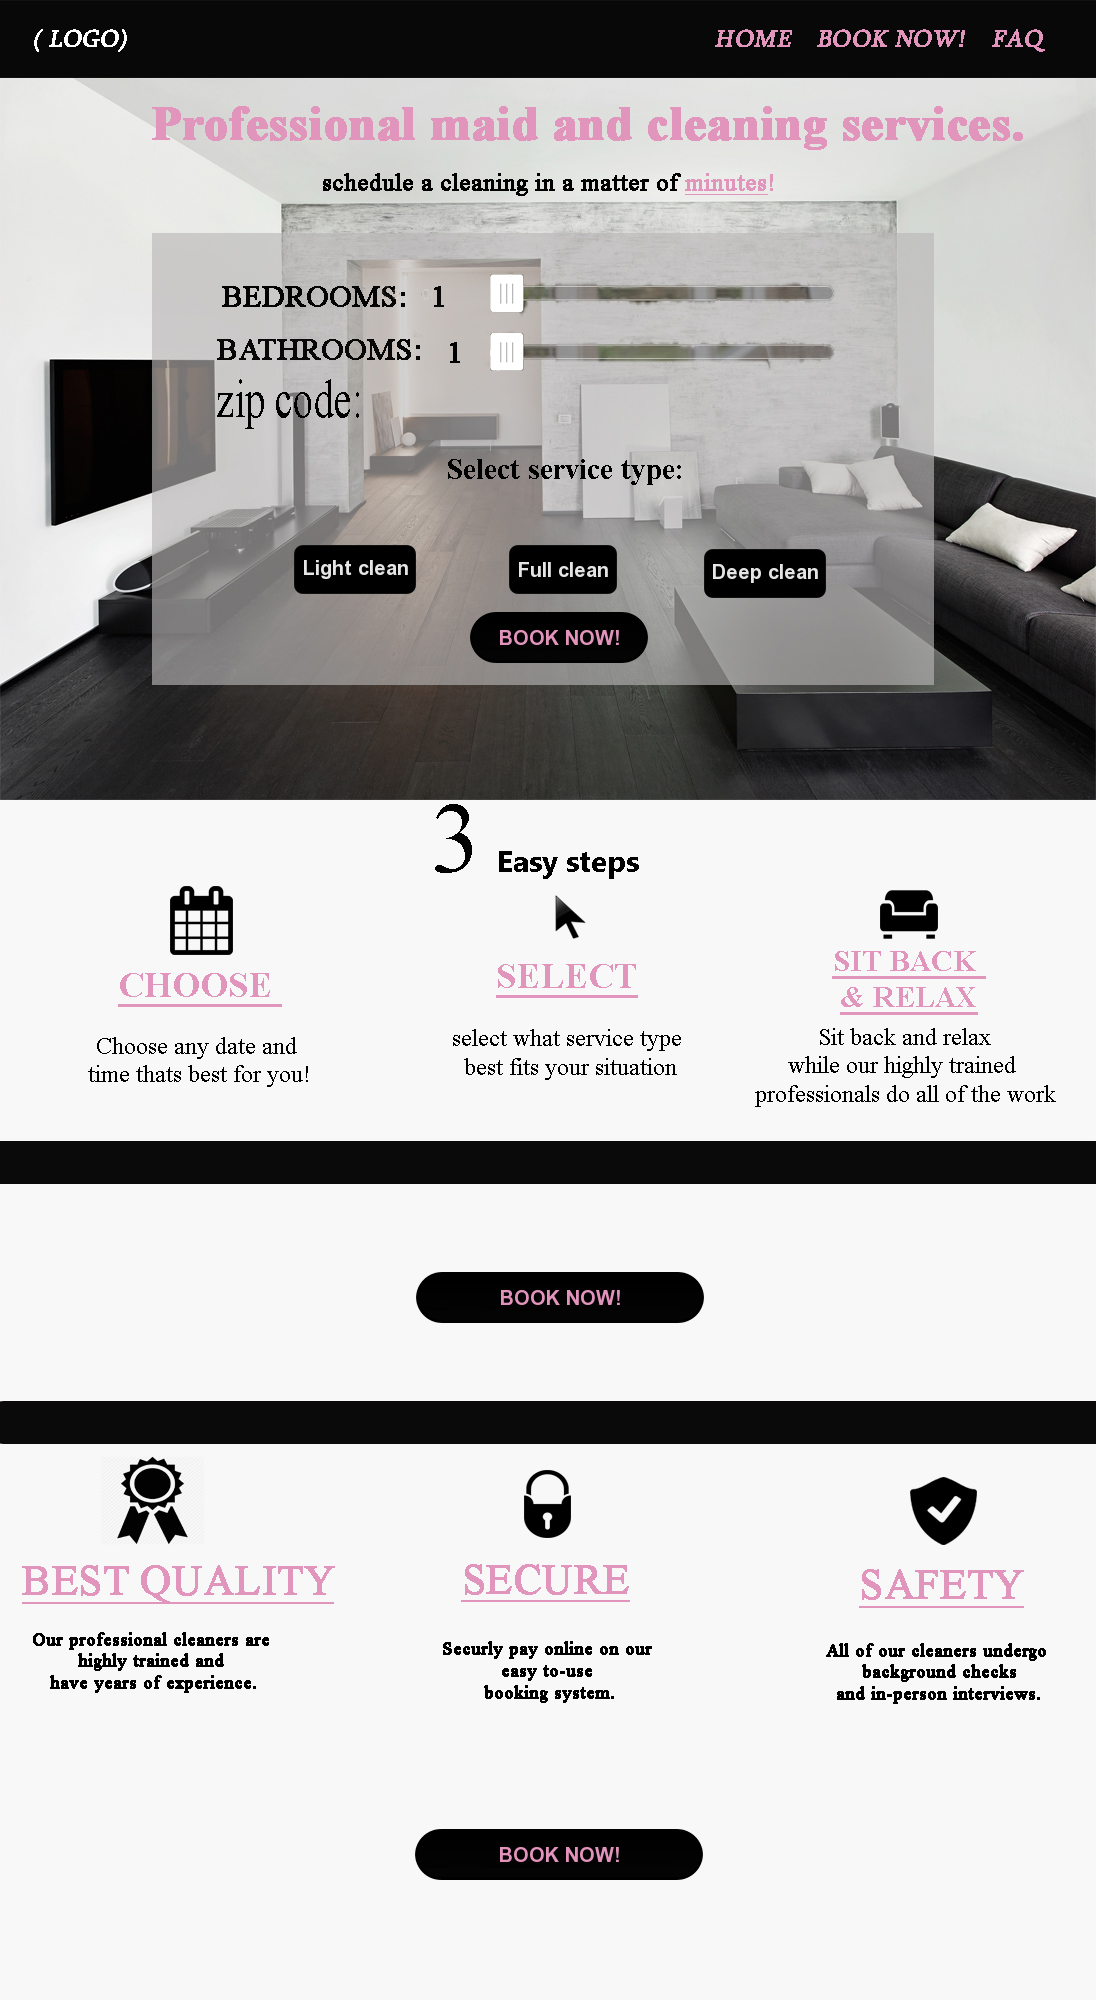 ( LOGO)
HOME BOOK NOW! FAQ
Professional maid and cleaning services.
schedule a cleaning in a matter of minutes!
BEDROOMS: 1
BATHROOMS: 1
zip code:
Select service type:
Light clean Full clean Deep clean
BOOK NOW!
3 Easy steps
CHOOSE
Choose any date and
time thats best for you!
SELECT
select what service type
best fits your situation
SIT BACK
& RELAX
Sit back and relax
while our highly trained
professionals do all of the work
BOOK NOW!
BEST QUALITY
Our professional cleaners are
highly trained and
have years of experience.
SECURE
Securly pay online on our
easy to-use
booking system.
SAFETY
All of our cleaners undergo
background checks
and in-person interviews.
BOOK NOW!